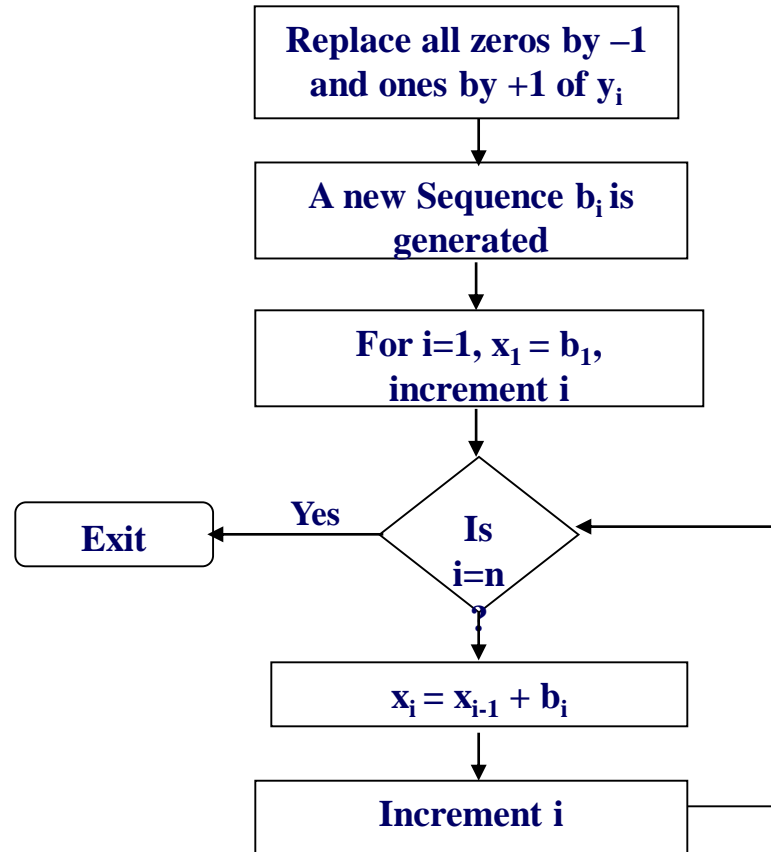 Replace all zeros by –1
and ones by +1 of yᵢ
A new Sequence bᵢ is
generated
For i=1, x₁ = b₁,
increment i
Yes
Exit
Is
i=n
?
xᵢ = xᵢ₋₁ + bᵢ
Increment i